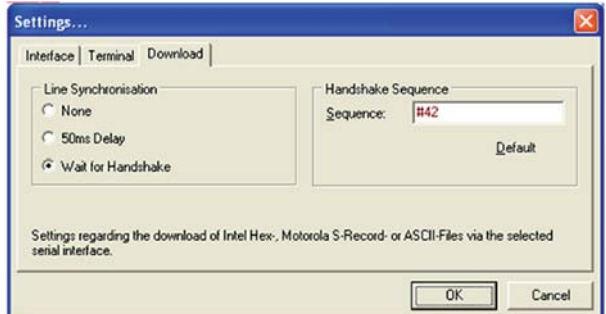 Settings...
Interface Terminal Download
Line Synchronisation
None
50ms Delay
Wait for Handshake
Handshake Sequence
Sequence: #42
Default
Settings regarding the download of Intel Hex-, Motorola S-Record- or ASCII-Files via the selected
serial interface.
OK Cancel